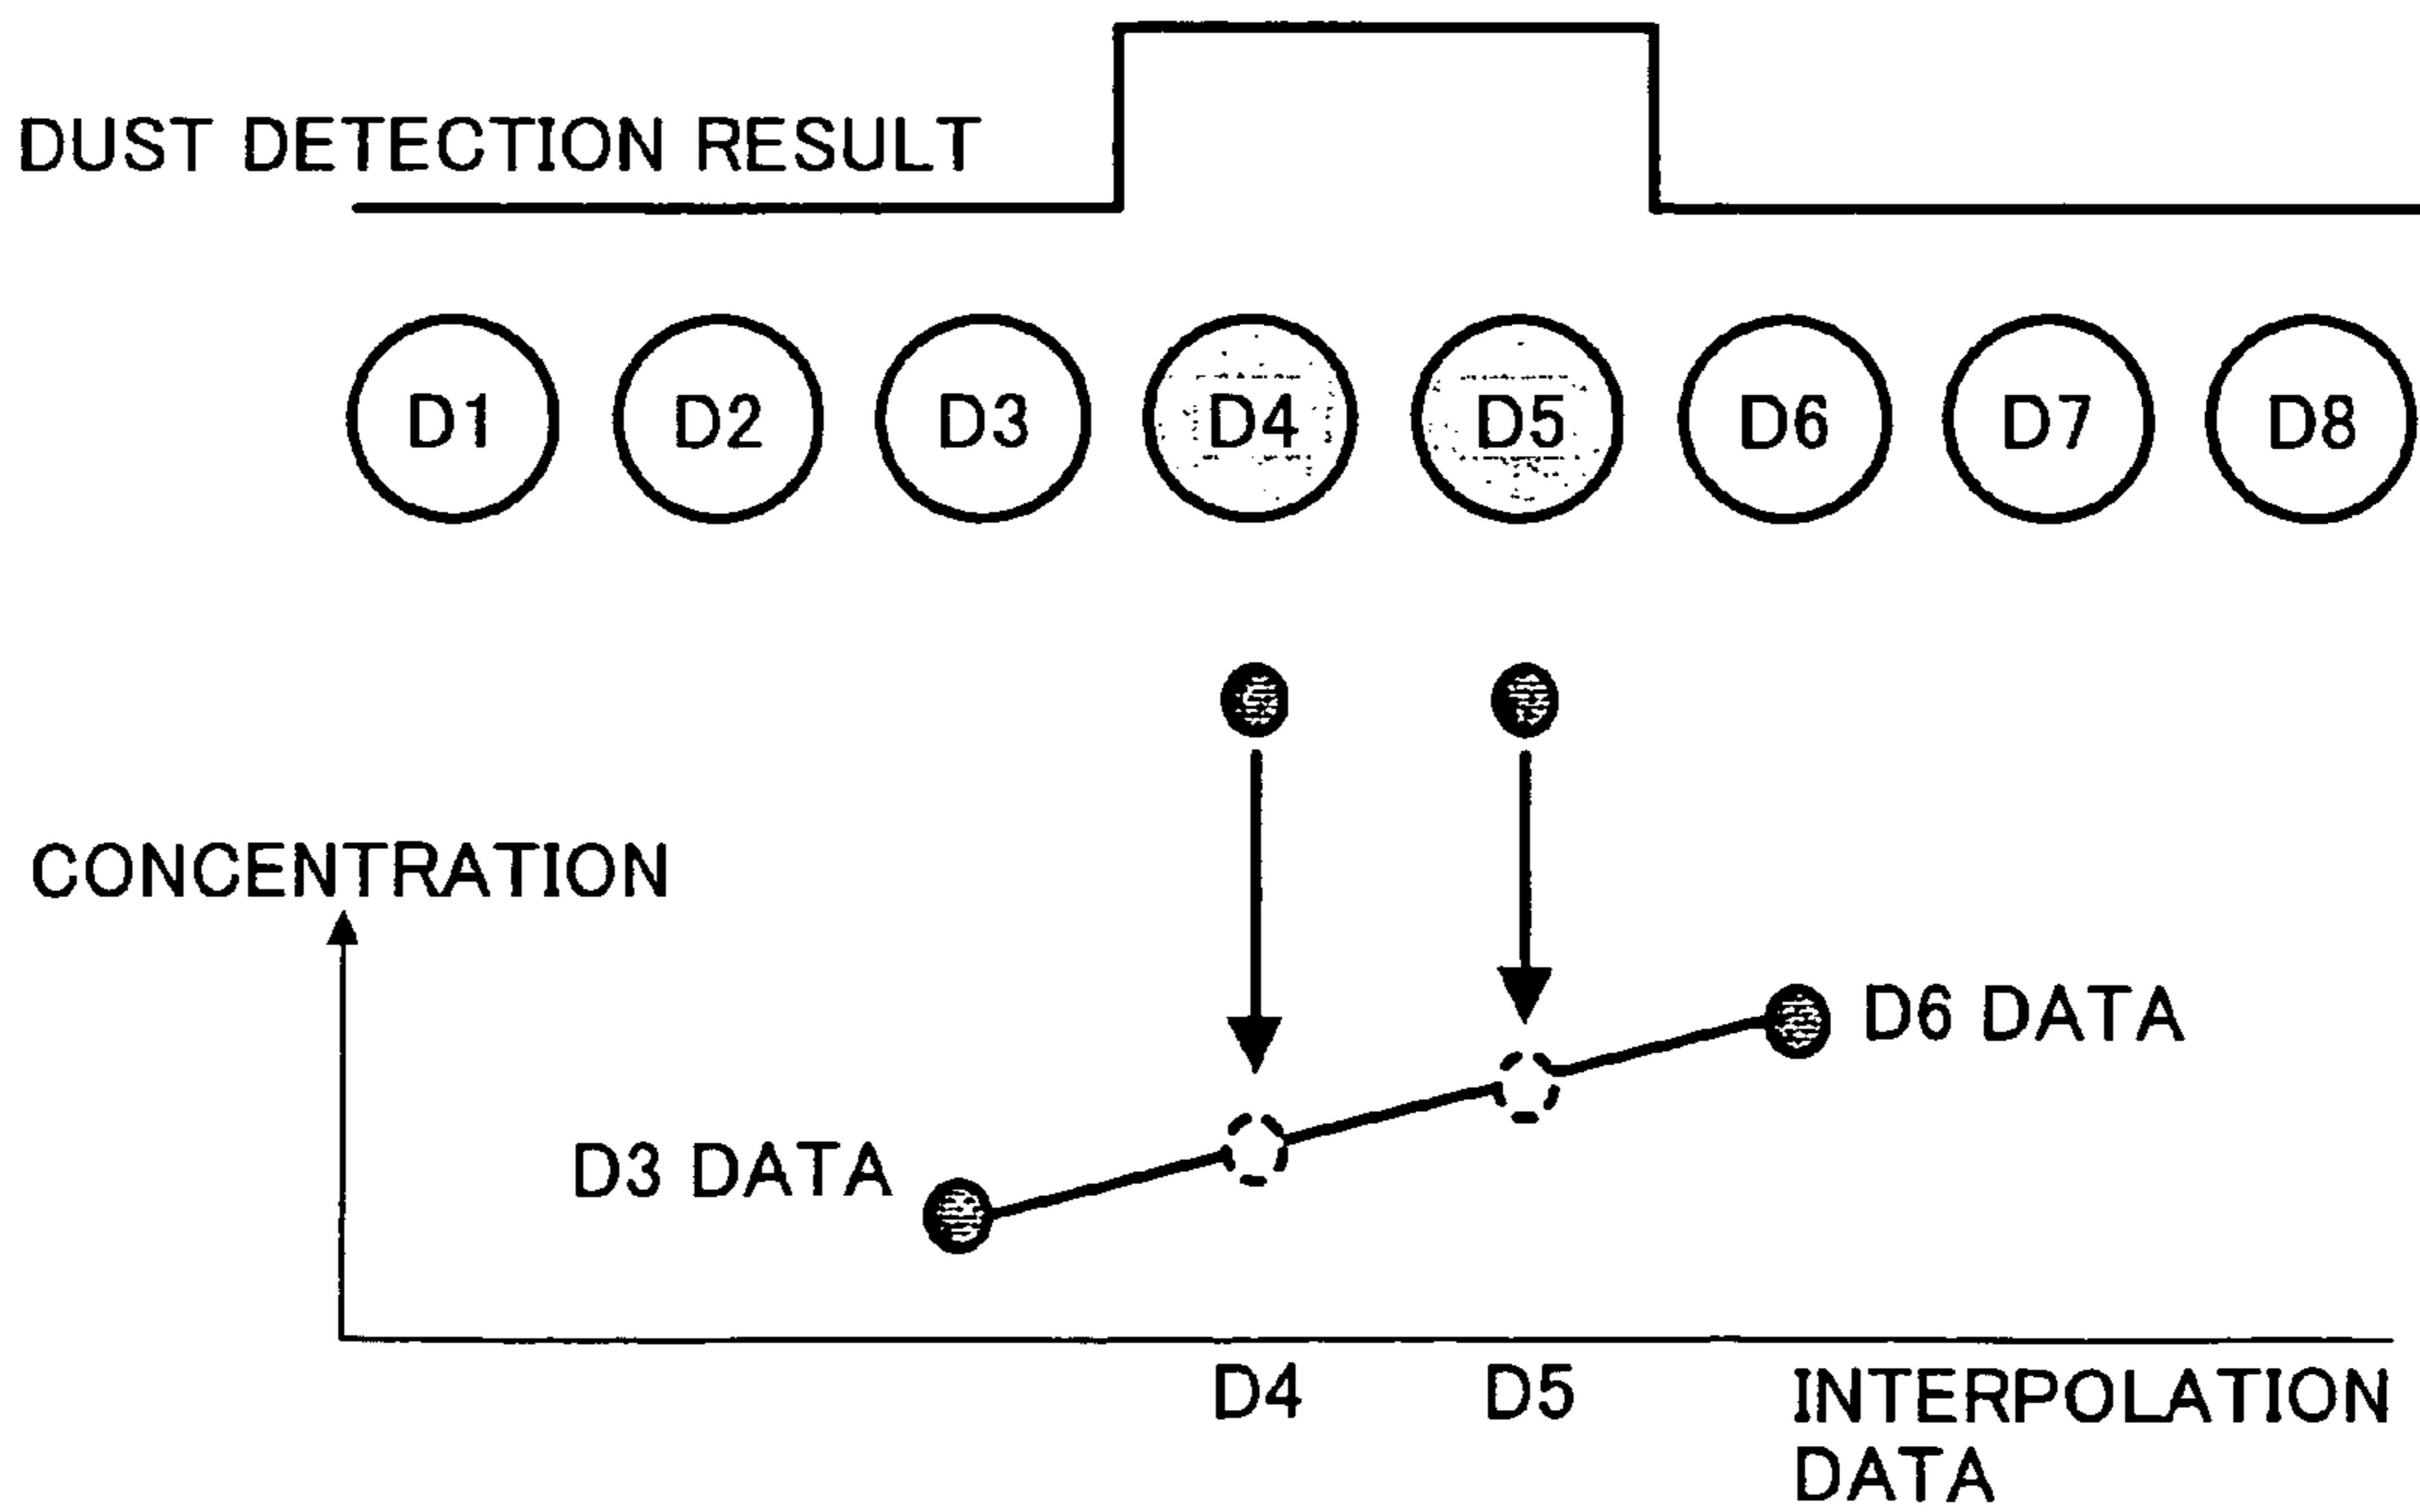 DUST DETECTION RESULT
D1 D2 D3 D4 D5 D6 D7 D8
CONCENTRATION
D6 DATA
D3 DATA
D4 D5 INTERPOLATION
DATA